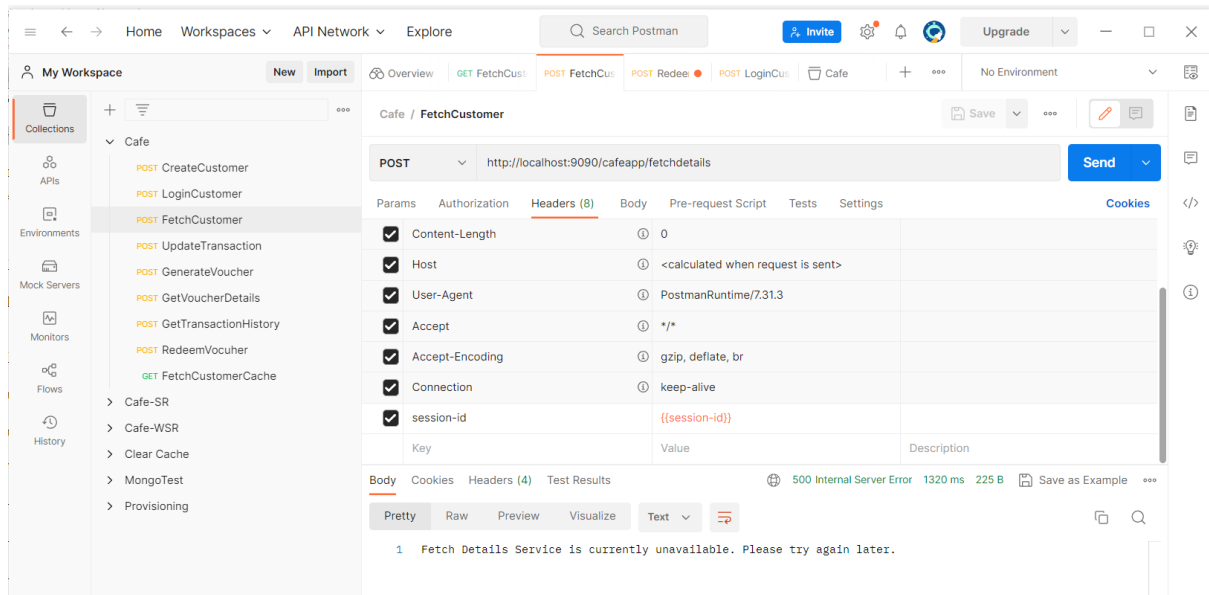 Home Workspaces API Network Explore Search Postman Invite Upgrade
My Workspace New Import Overview GET FetchCust POST FetchCus POST Redee POST LoginCus Cafe No Environment
Collections
APIs
Environments
Mock Servers
Monitors
Flows
History
Cafe
POST CreateCustomer
POST LoginCustomer
POST FetchCustomer
POST UpdateTransaction
POST GenerateVoucher
POST GetVoucherDetails
POST GetTransactionHistory
POST RedeemVocuher
GET FetchCustomerCache
Cafe-SR
Cafe-WSR
Clear Cache
MongoTest
Provisioning
Cafe / FetchCustomer Save
POST http://localhost:9090/cafeapp/fetchdetails Send
Params Authorization Headers (8) Body Pre-request Script Tests Settings Cookies
Content-Length 0
Host <calculated when request is sent>
User-Agent PostmanRuntime/7.31.3
Accept */*
Accept-Encoding gzip, deflate, br
Connection keep-alive
session-id {{session-id}}
Key Value Description
Body Cookies Headers (4) Test Results 500 Internal Server Error 1320 ms 225 B Save as Example
Pretty Raw Preview Visualize Text
1 Fetch Details Service is currently unavailable. Please try again later.